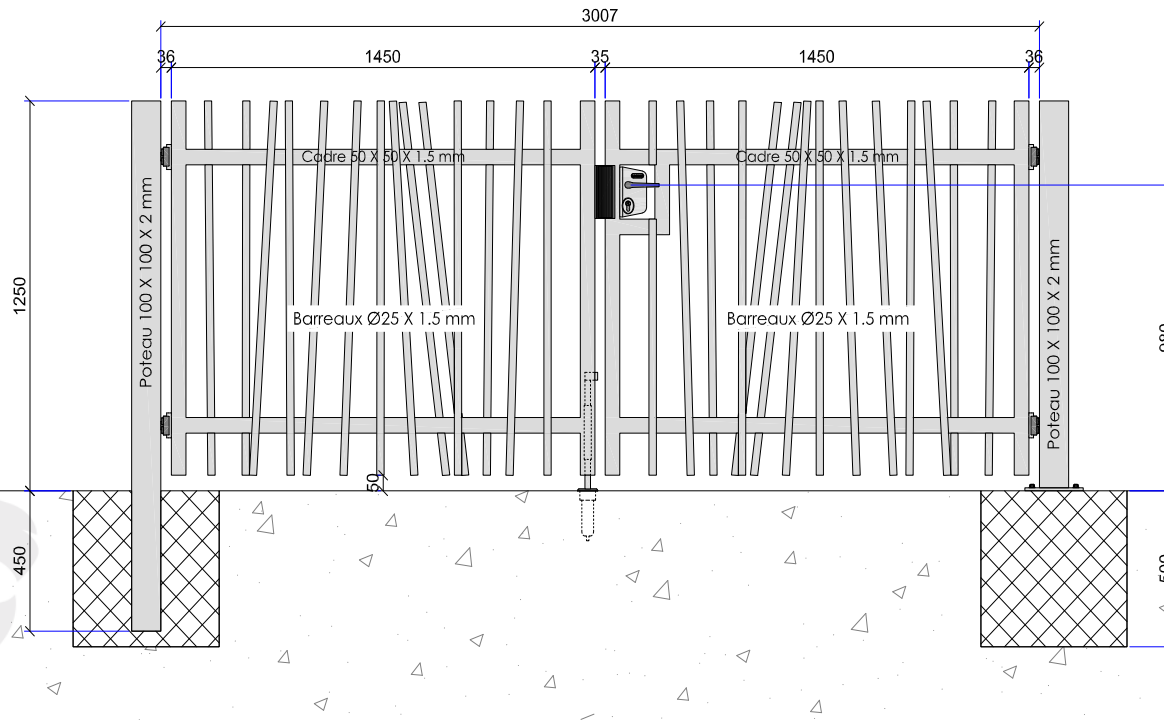 3007
36 1450 35 1450 36
Cadre 50 X 50 X 1.5 mm
Cadre 50 X 50 X 1.5 mm
Poteau 100 X 100 X 2 mm
1250
Barreaux Ø25 X 1.5 mm
Barreaux Ø25 X 1.5 mm
Poteau 100 X 100 X 2 mm
50
450